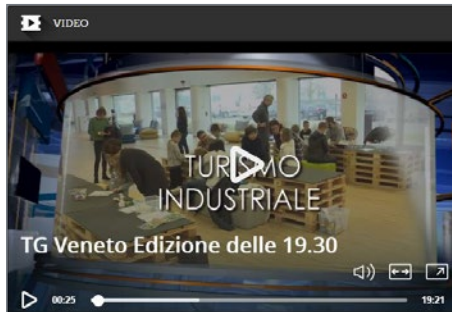 VIDEO
TURISMO
INDUSTRIALE
TG Veneto Edizione delle 19.30
00:25
19:21